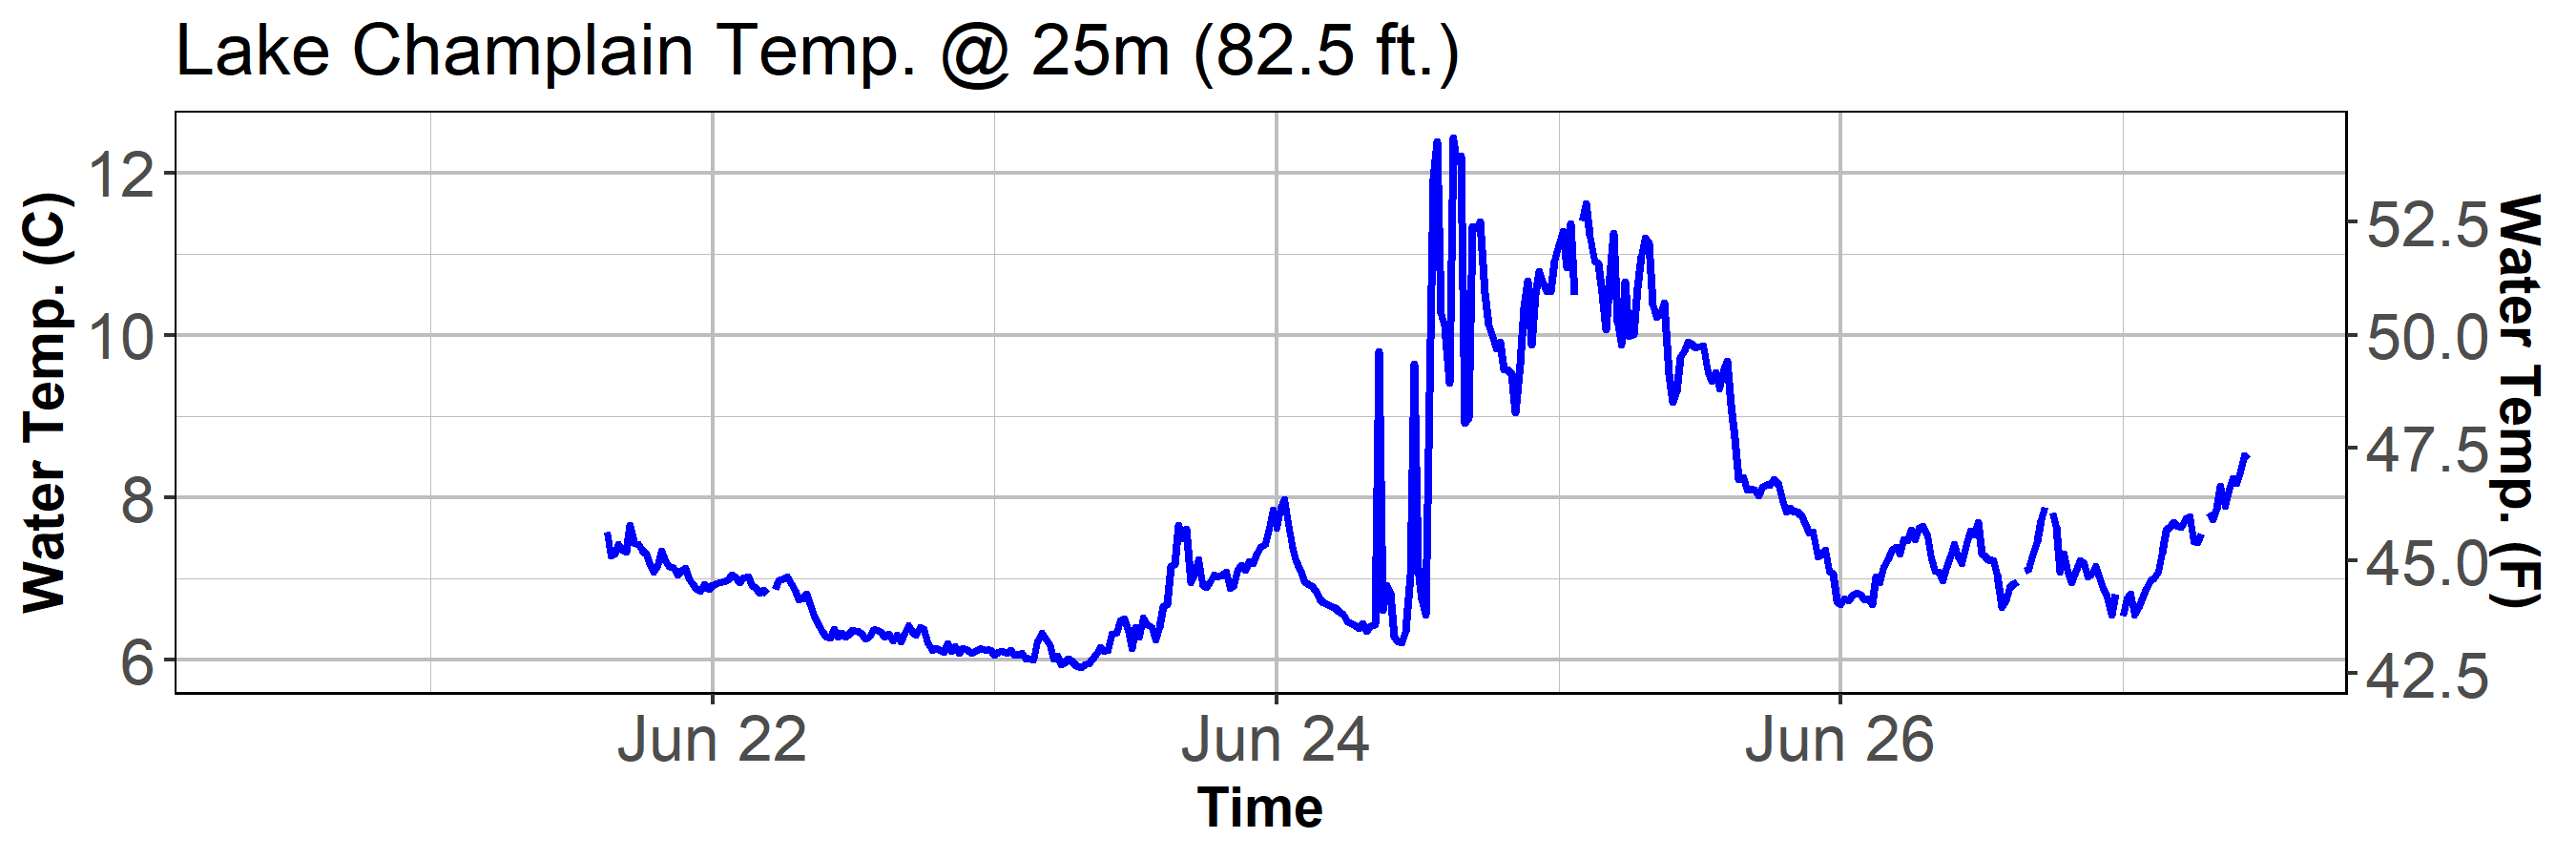 Lake Champlain Temp. @ 25m (82.5 ft.)
Water Temp. (C)
12
10
8
6
52.5
50.0
47.5
45.0
42.5
Water Temp. (F)
Jun 22
Jun 24
Jun 26
Time